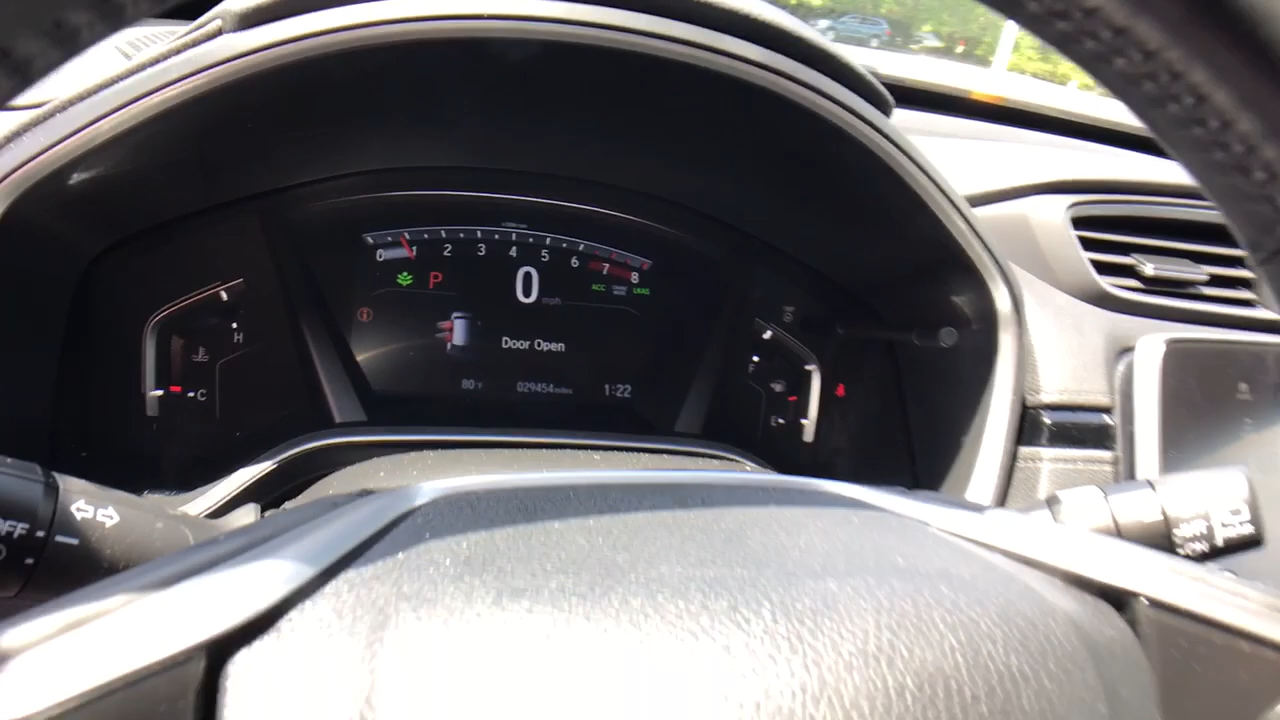 0 1 2 3 4 5 6 7 8
P
0 mph
ACC
LKAS
H
C
Door Open
80°F
029454 miles
1:22
F
E
OFF